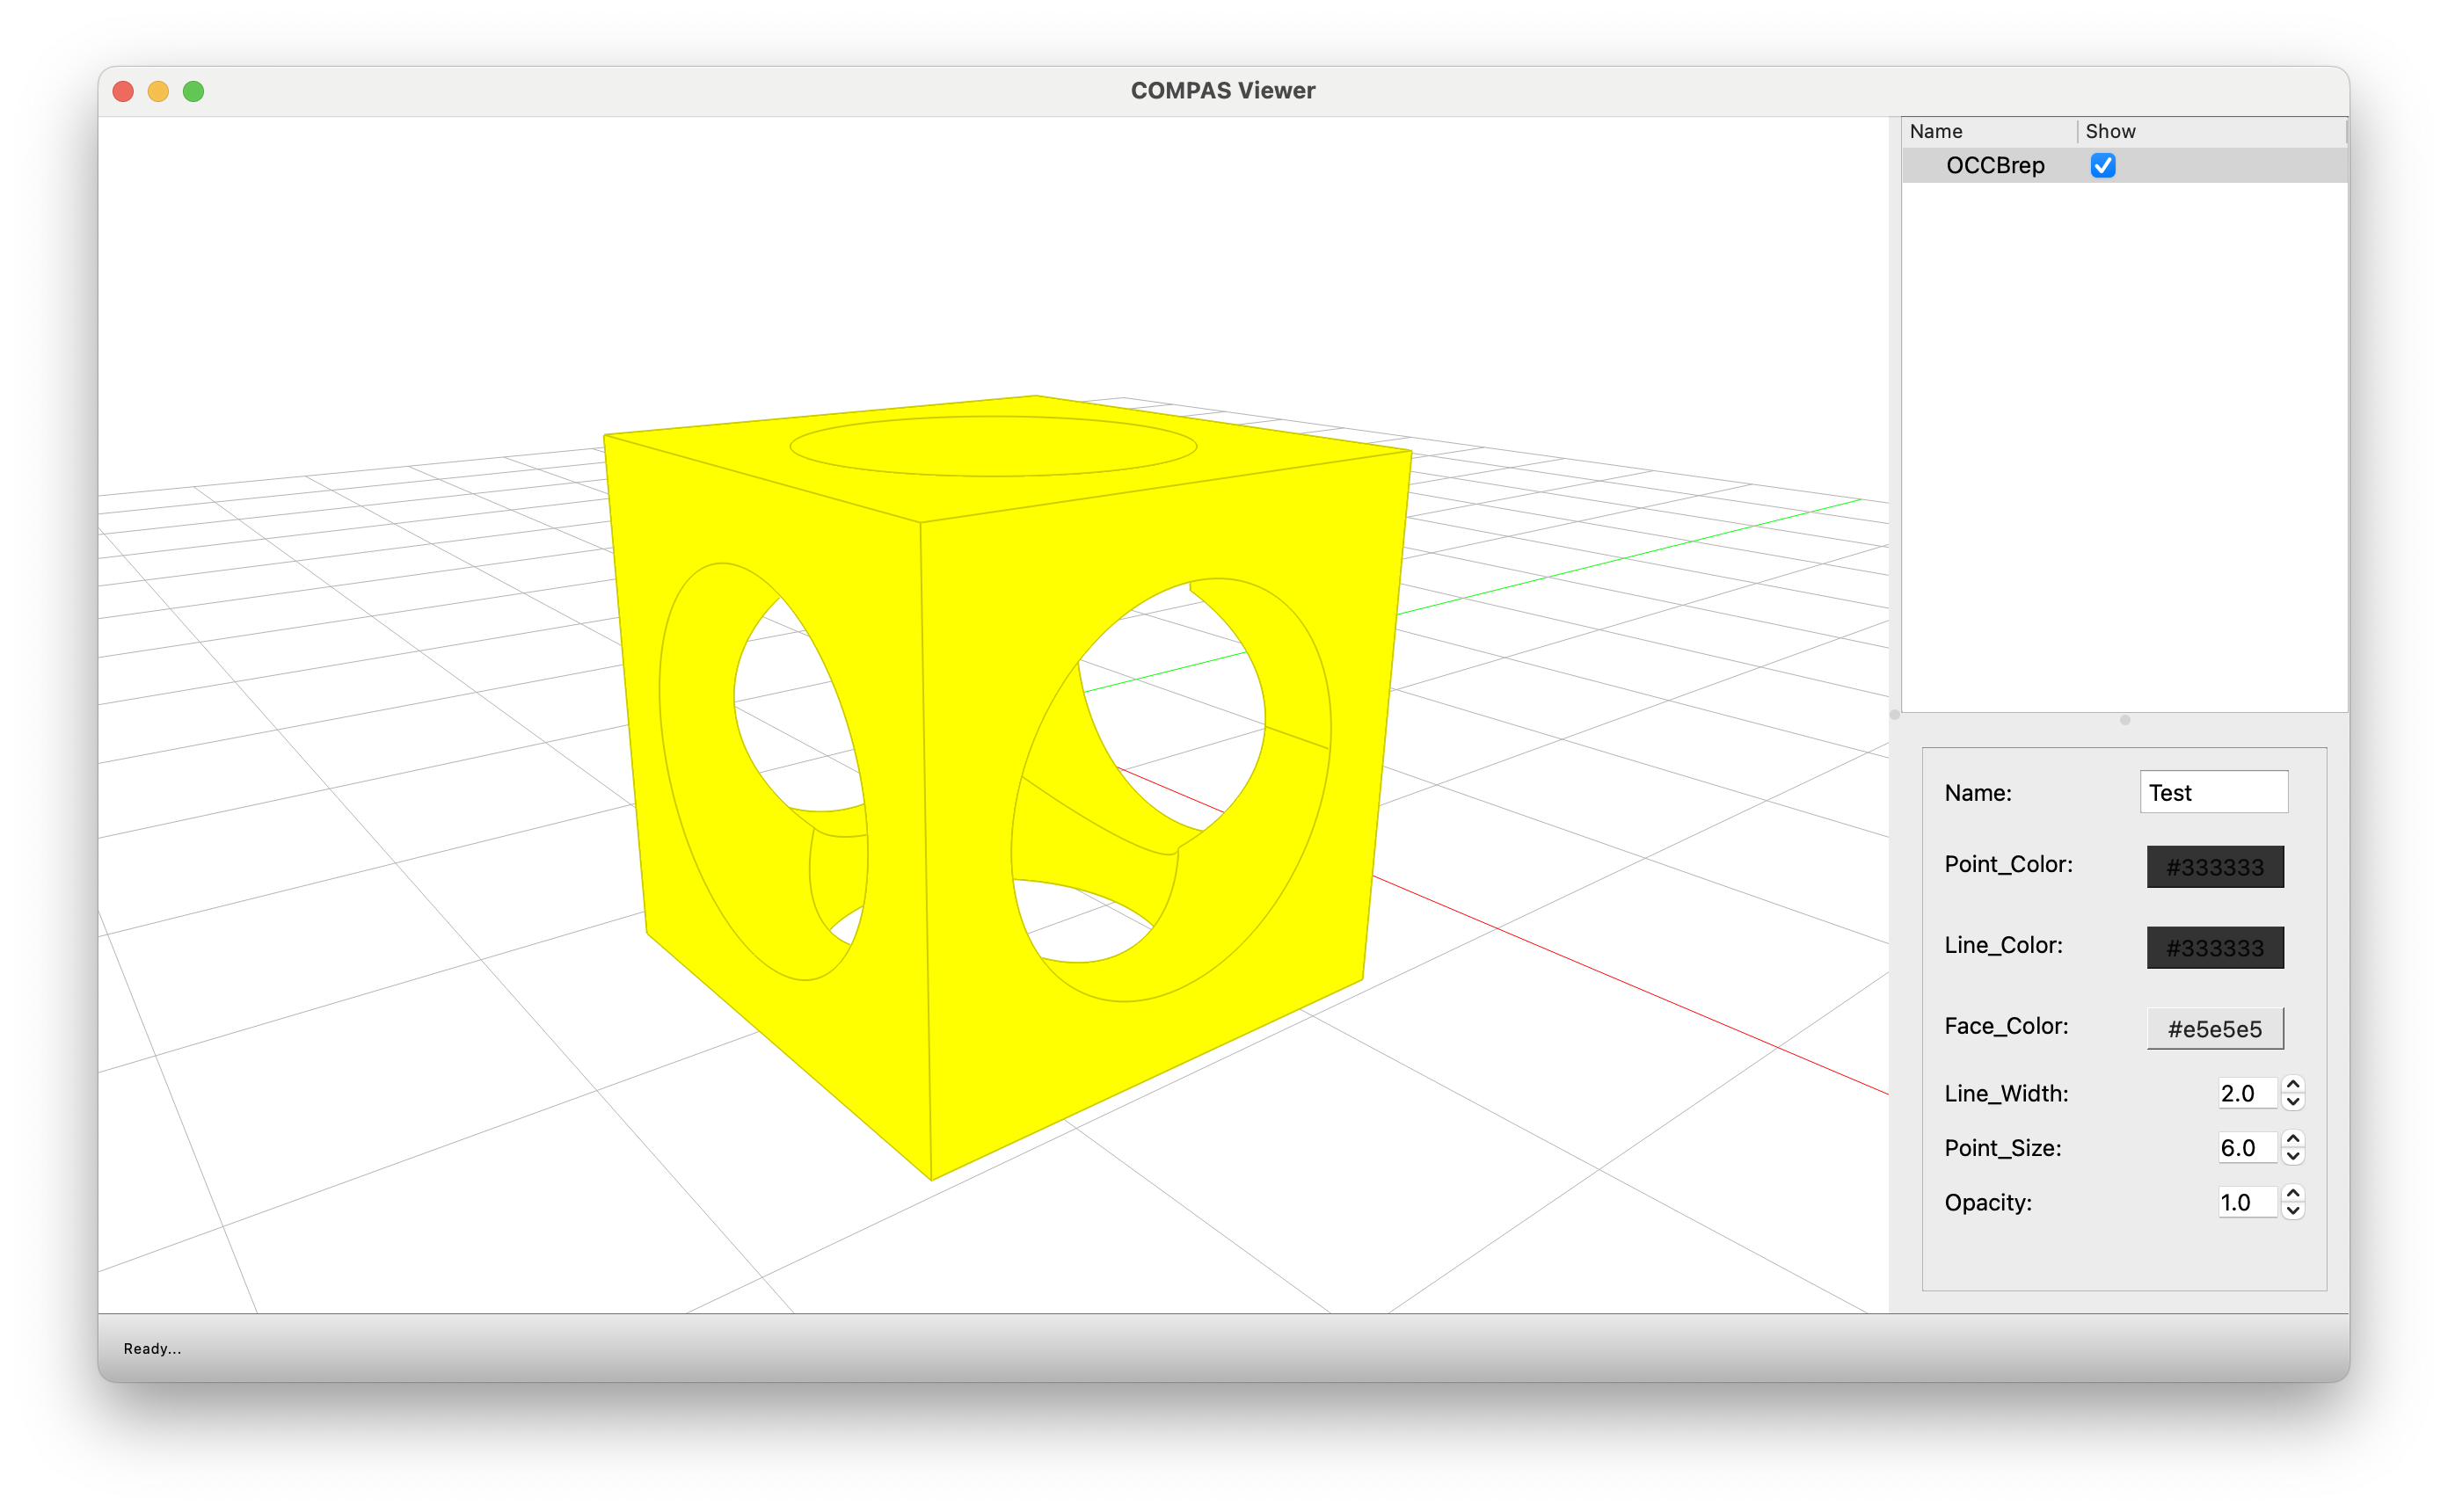 COMPAS Viewer
Name Show
OCCBrep
Name: Test
Point_Color: #333333
Line_Color: #333333
Face_Color: #e5e5e5
Line_Width: 2.0
Point_Size: 6.0
Opacity: 1.0
Ready...